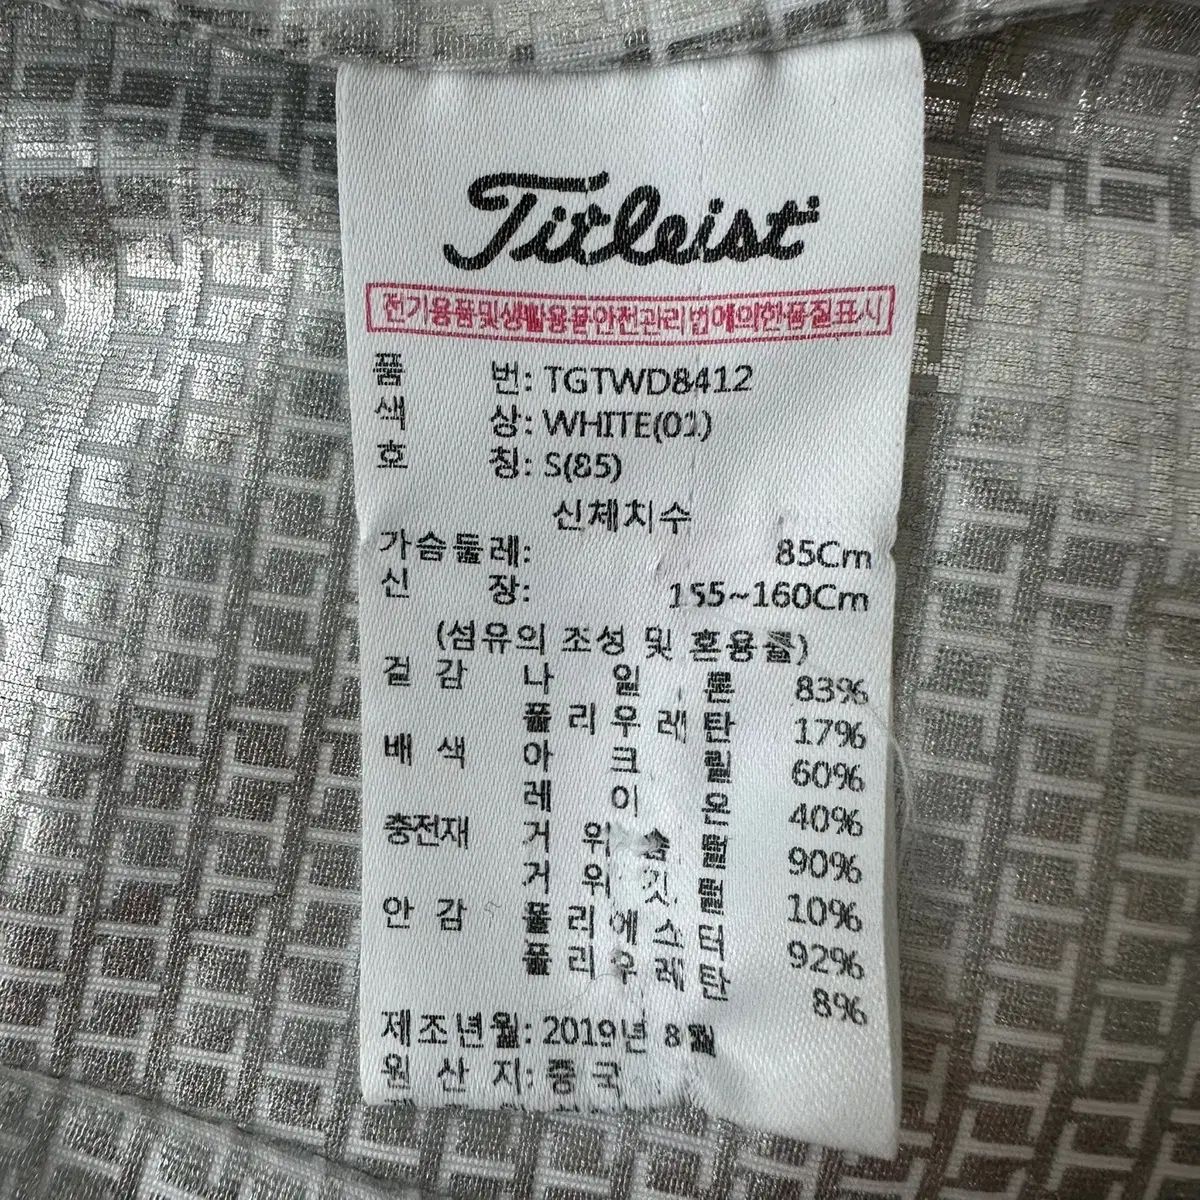 Titleist
전기용품및생활용품안전관리법에의한품질표시
품 번: TGTWD8412
색 상: WHITE(01)
호 칭: S(85)
신체치수
가슴둘레: 85Cm
신 장: 155~160Cm
(섬유의 조성 및 혼용률)
겉 감 나 일 론 83%
폴 리 우 레 탄 17%
배 색 아 크 릴 60%
레 이 온 40%
충전재 거 위 솜 털 90%
거 위 깃 털 10%
안 감 폴 리 에 스 터 92%
폴 리 우 레 탄 8%
제조년월: 2019년 8월
원 산 지: 중 국